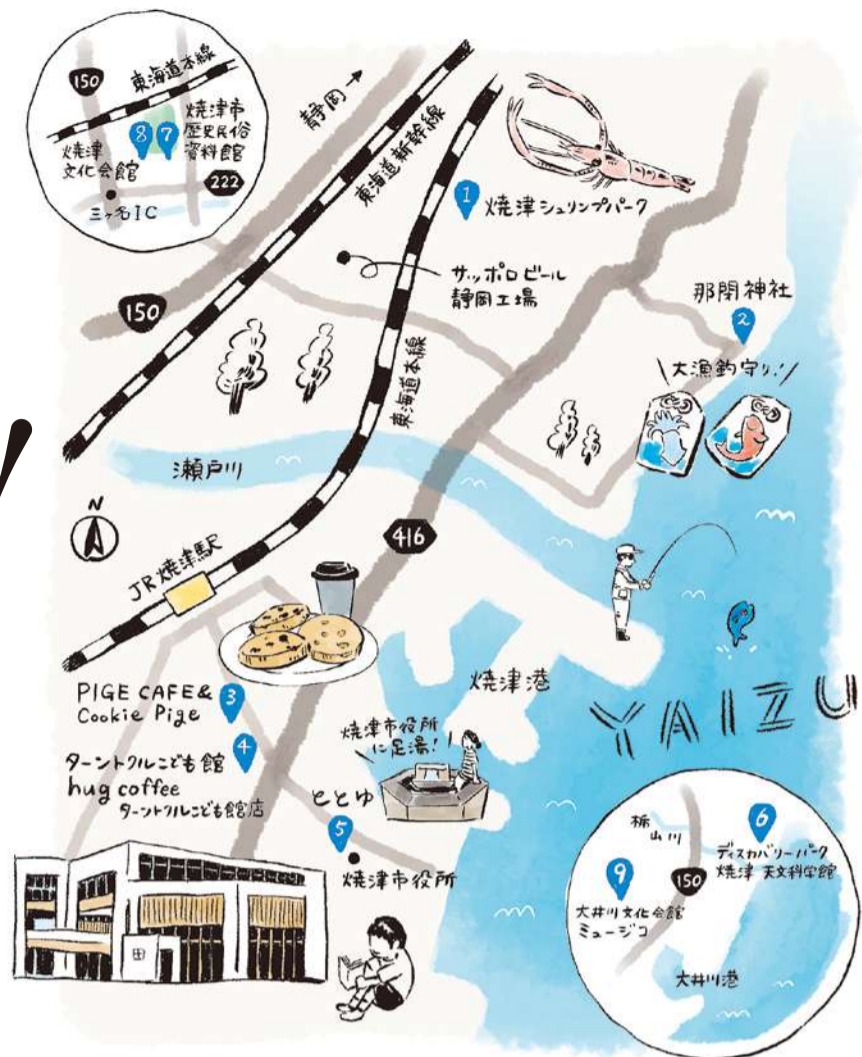 150
東海道本線
焼津市
歴史民俗
資料館
8
7
焼津
文化会館
222
三ヶ名IC
静岡→
東海道新幹線
150
1
焼津シュリンプパーク
サッポロビール
静岡工場
東海道本線
那閉神社
2
大漁釣守り!
瀬戸川
N
416
JR焼津駅
PIGE CAFE &
Cookie Pige
3
焼津港
YAIZU
焼津市役所
に足湯!
4
ターントクルこども館
hug coffee
ターントクルこども館店
ととゆ
5
焼津市役所
栃
山川
6
ディスカバリーパーク
焼津 天文科学館
150
9
大井川文化会館
ミュージコ
大井川港